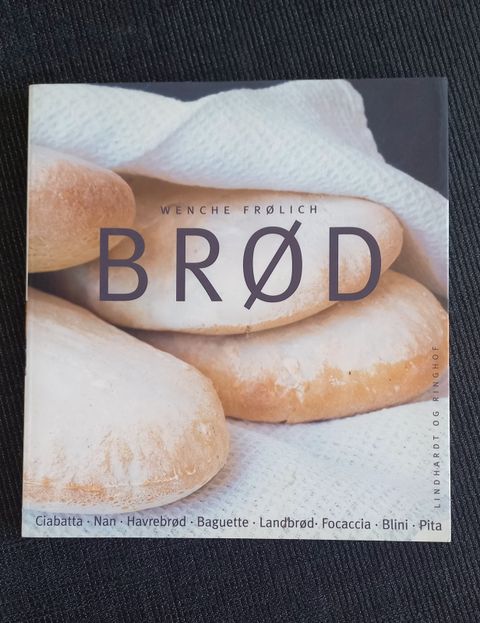 WENCHE FRØLICH
BRØD
LINDHARDT OG RINGHOF
Ciabatta · Nan · Havrebrød · Baguette · Landbrød · Focaccia · Blini · Pita